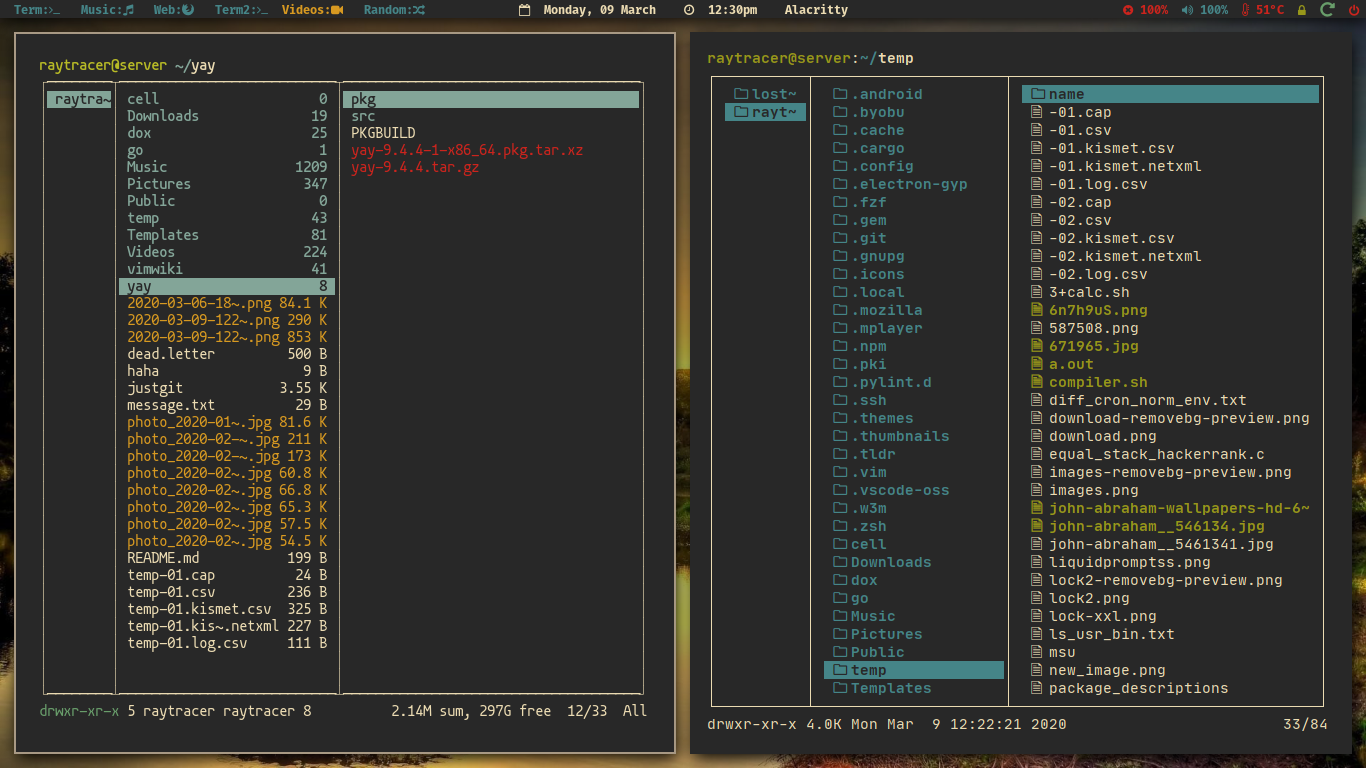 Term:>_ Music: Web: Term2:>_ Videos: Random: Monday, 09 March 12:30pm Alacritty 100% 100% 51°C
raytracer@server ~/yay
raytra~
cell 0
Downloads 19
dox 25
go 1
Music 1209
Pictures 347
Public 0
temp 43
Templates 81
Videos 224
vimwiki 41
yay 8
2020-03-06-18~.png 84.1 K
2020-03-09-122~.png 290 K
2020-03-09-122~.png 853 K
dead.letter 500 B
haha 9 B
justgit 3.55 K
message.txt 29 B
photo_2020-01~.jpg 81.6 K
photo_2020-02-~.jpg 211 K
photo_2020-02-~.jpg 173 K
photo_2020-02~.jpg 60.8 K
photo_2020-02~.jpg 66.8 K
photo_2020-02~.jpg 65.3 K
photo_2020-02~.jpg 57.5 K
photo_2020-02~.jpg 54.5 K
README.md 199 B
temp-01.cap 24 B
temp-01.csv 236 B
temp-01.kismet.csv 325 B
temp-01.kis~.netxml 227 B
temp-01.log.csv 111 B
pkg
src
PKGBUILD
yay-9.4.4-1-x86_64.pkg.tar.xz
yay-9.4.4.tar.gz
drwxr-xr-x 5 raytracer raytracer 8 2.14M sum, 297G free 12/33 All
raytracer@server:~/temp
lost~
rayt~
.android
.byobu
.cache
.cargo
.config
.electron-gyp
.fzf
.gem
.git
.gnupg
.icons
.local
.mozilla
.mplayer
.npm
.pki
.pylint.d
.ssh
.themes
.thumbnails
.tldr
.vim
.vscode-oss
.w3m
.zsh
cell
Downloads
dox
go
Music
Pictures
Public
temp
Templates
name
-01.cap
-01.csv
-01.kismet.csv
-01.kismet.netxml
-01.log.csv
-02.cap
-02.csv
-02.kismet.csv
-02.kismet.netxml
-02.log.csv
3+calc.sh
6n7h9uS.png
587508.png
671965.jpg
a.out
compiler.sh
diff_cron_norm_env.txt
download-removebg-preview.png
download.png
equal_stack_hackerrank.c
images-removebg-preview.png
images.png
john-abraham-wallpapers-hd-6~
john-abraham__546134.jpg
john-abraham__5461341.jpg
liquidpromptss.png
lock2-removebg-preview.png
lock2.png
lock-xxl.png
ls_usr_bin.txt
msu
new_image.png
package_descriptions
drwxr-xr-x 4.0K Mon Mar 9 12:22:21 2020 33/84